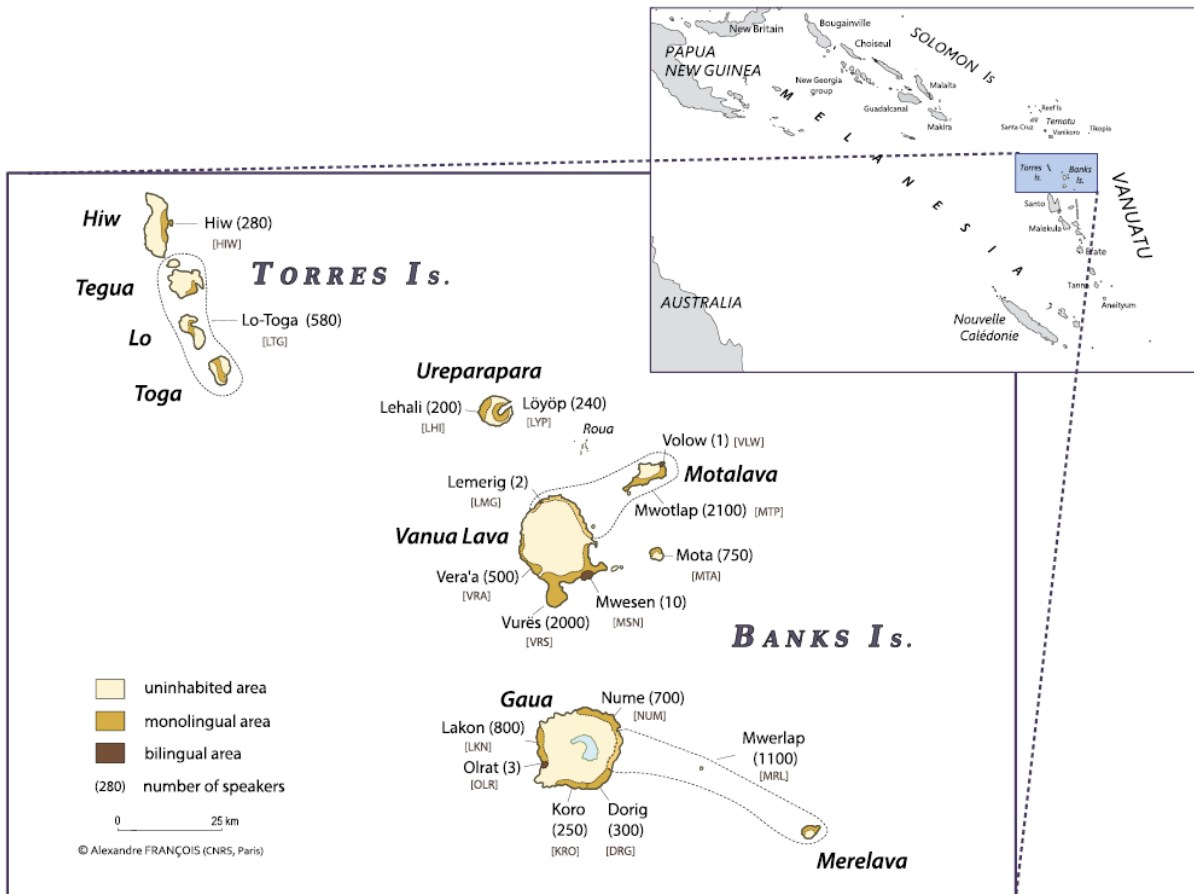 New Britain
Bougainville
Choiseul
SOLOMON Is
PAPUA
NEW GUINEA
New Georgia
group
Malaita
Guadalcanal
Makira
MELANESIA
Reef Is
Santa Cruz
Temotu
Vanikoro
Tikopia
Torres
Is.
Banks
Is.
VANUATU
Santo
Malekula
Efate
Tanna
Aneityum
AUSTRALIA
Nouvelle
Calédonie
Hiw
Hiw (280)
[HIW]
TORRES Is.
Tegua
Lo-Toga (580)
[LTG]
Lo
Toga
Ureparapara
Lehali (200)
[LHI]
Löyöp (240)
[LYP]
Roua
Volow (1) [VLW]
Motalava
Lemerig (2)
[LMG]
Mwotlap (2100) [MTP]
Vanua Lava
Mota (750)
[MTA]
Vera'a (500)
[VRA]
Mwesen (10)
[MSN]
Vurës (2000)
[VRS]
BANKS Is.
uninhabited area
monolingual area
bilingual area
(280) number of speakers
0 25 km
© Alexandre FRANÇOIS (CNRS, Paris)
Gaua
Nume (700)
[NUM]
Lakon (800)
[LKN]
Olrat (3)
[OLR]
Mwerlap
(1100)
[MRL]
Koro
(250)
[KRO]
Dorig
(300)
[DRG]
Merelava